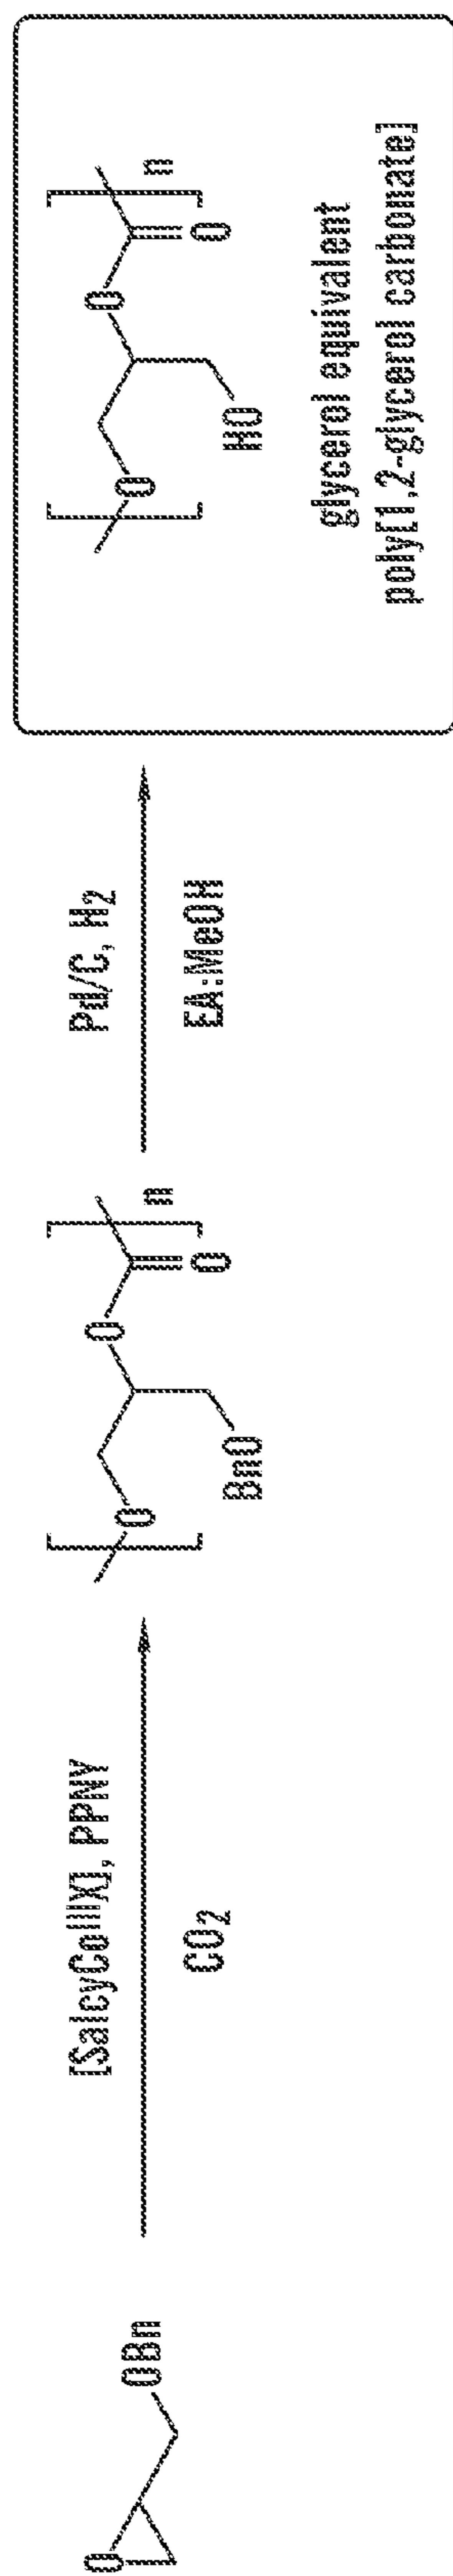 O
OBn
[SalcyCoIIIX], PPNY
CO2
O
O
O
BnO
n
Pd/C, H2
EA:MeOH
O
O
O
HO
n
glycerol equivalent
poly[1,2-glycerol carbonate]